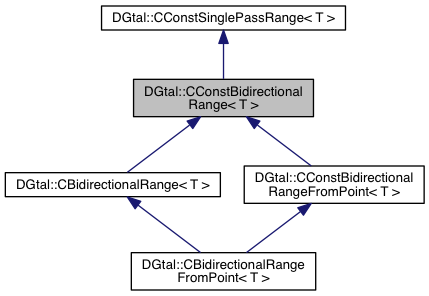 DGtal::CConstSinglePassRange< T >
DGtal::CConstBidirectional
Range< T >
DGtal::CBidirectionalRange< T >
DGtal::CConstBidirectional
RangeFromPoint< T >
DGtal::CBidirectionalRange
FromPoint< T >